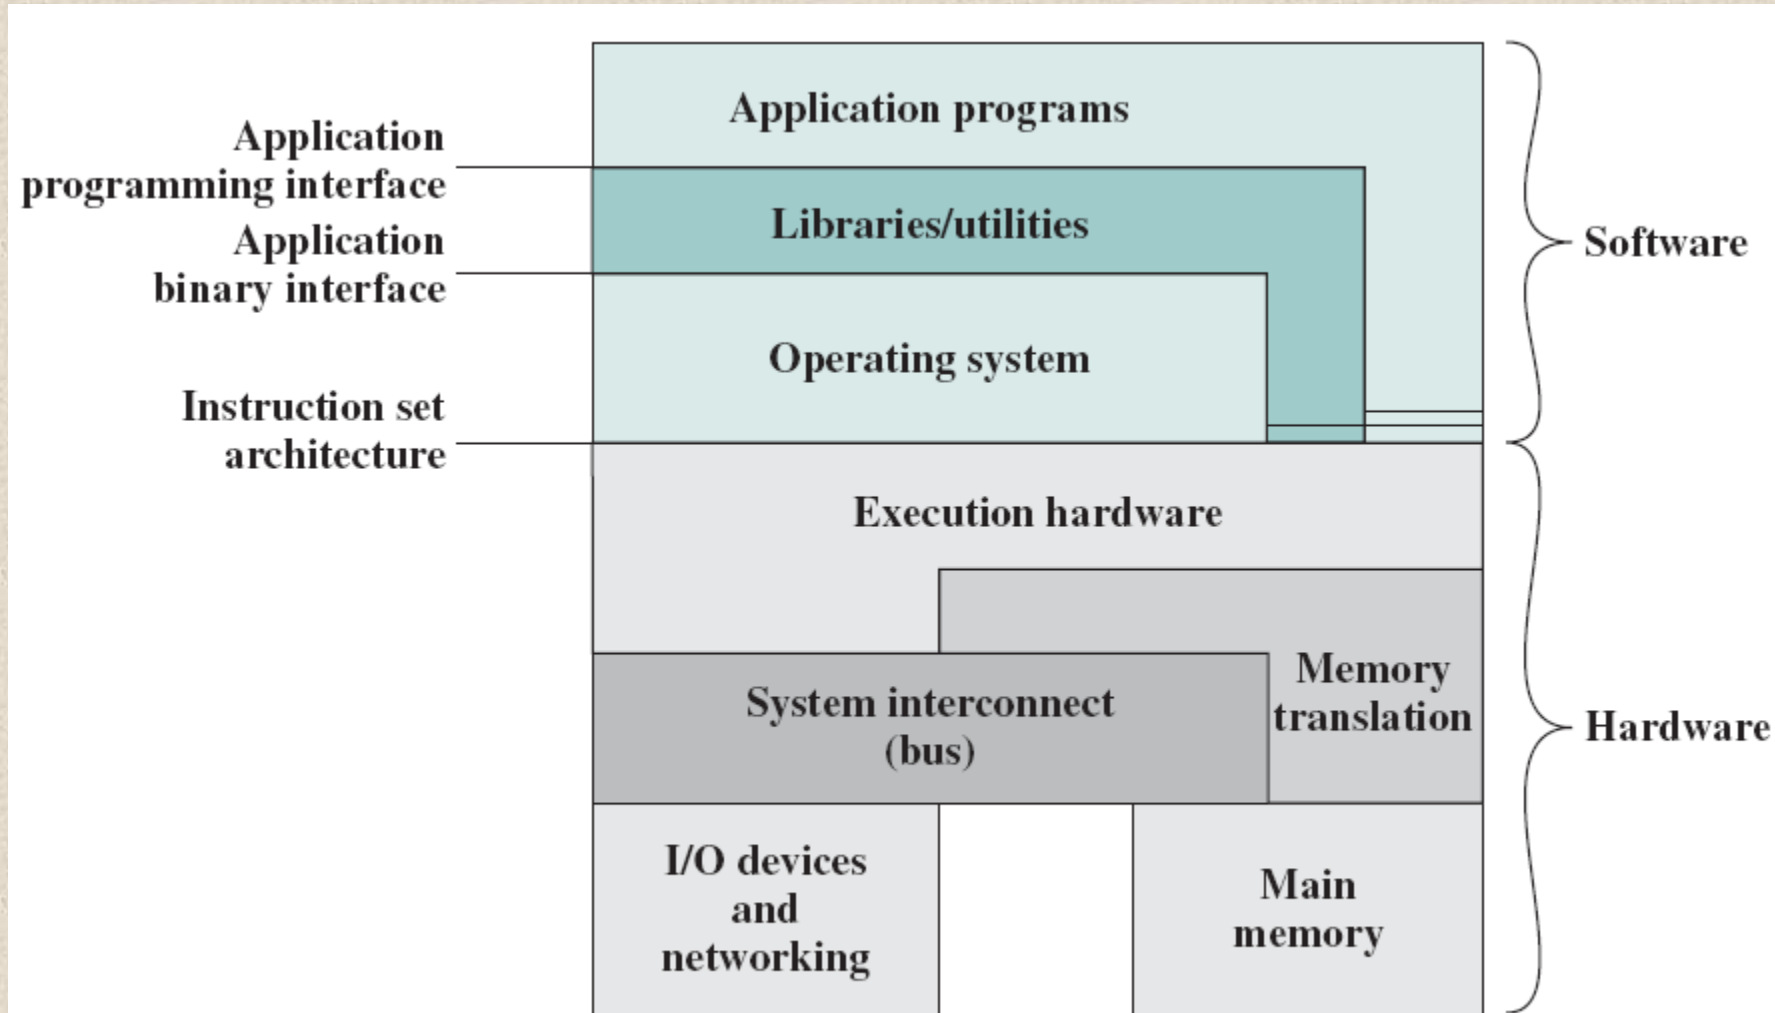 Application programs
Application
programming interface
Libraries/utilities
Application
binary interface
Software
Operating system
Instruction set
architecture
Execution hardware
Memory
translation
System interconnect
(bus)
Hardware
I/O devices
and
networking
Main
memory